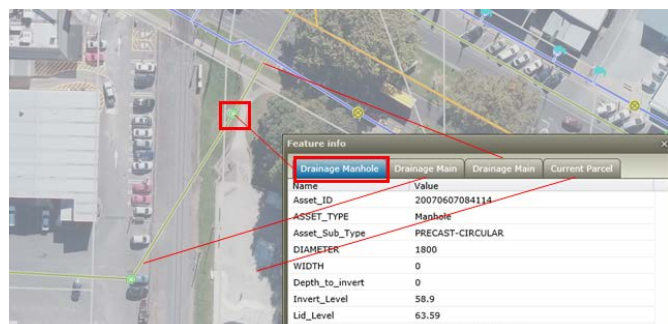 Feature info
x
Drainage Manhole Drainage Main Drainage Main Current Parcel
Name Value
Asset_ID 20070607084114
ASSET_TYPE Manhole
Asset_Sub_Type PRECAST-CIRCULAR
DIAMETER 1800
WIDTH 0
Depth_to_invert 0
Invert_Level 58.9
Lid_Level 63.59